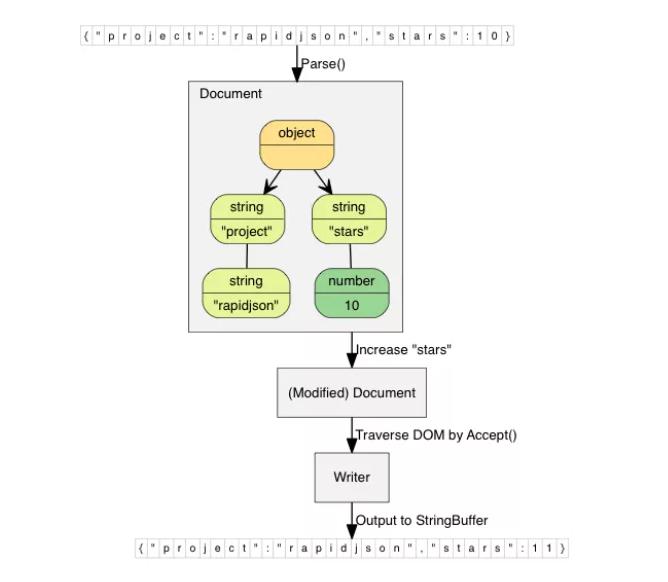 {"project":"rapidjson","stars":10}
Parse()
Document
object
string string
"project" "stars"
string number
"rapidjson" 10
Increase "stars"
(Modified) Document
Traverse DOM by Accept()
Writer
Output to StringBuffer
{"project":"rapidjson","stars":11}